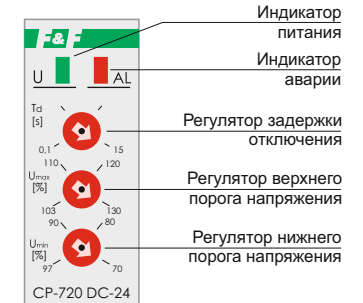 Индикатор
питания
F&F
Индикатор
U AL
аварии
Td
[s]
Регулятор задержки
отключения
0,1 15
110 120
Umax
[%]
Регулятор верхнего
порога напряжения
103 130
90 80
Umin
[%]
Регулятор нижнего
порога напряжения
97 70
CP-720 DC-24